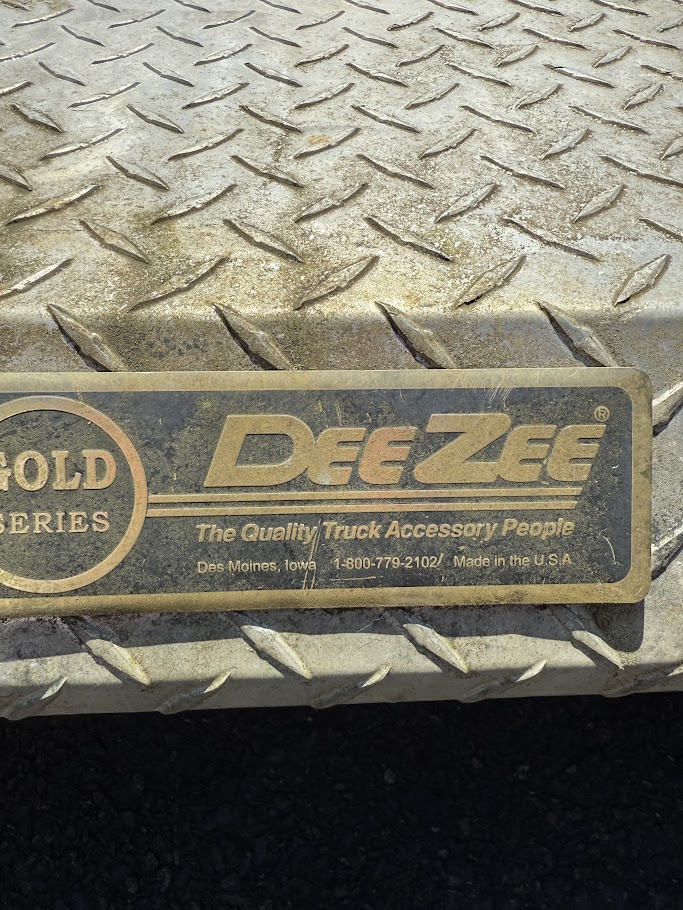 GOLD
SERIES
DEE ZEE®
The Quality Truck Accessory People
Des Moines, Iowa 1-800-779-2102/ Made in the U.S.A